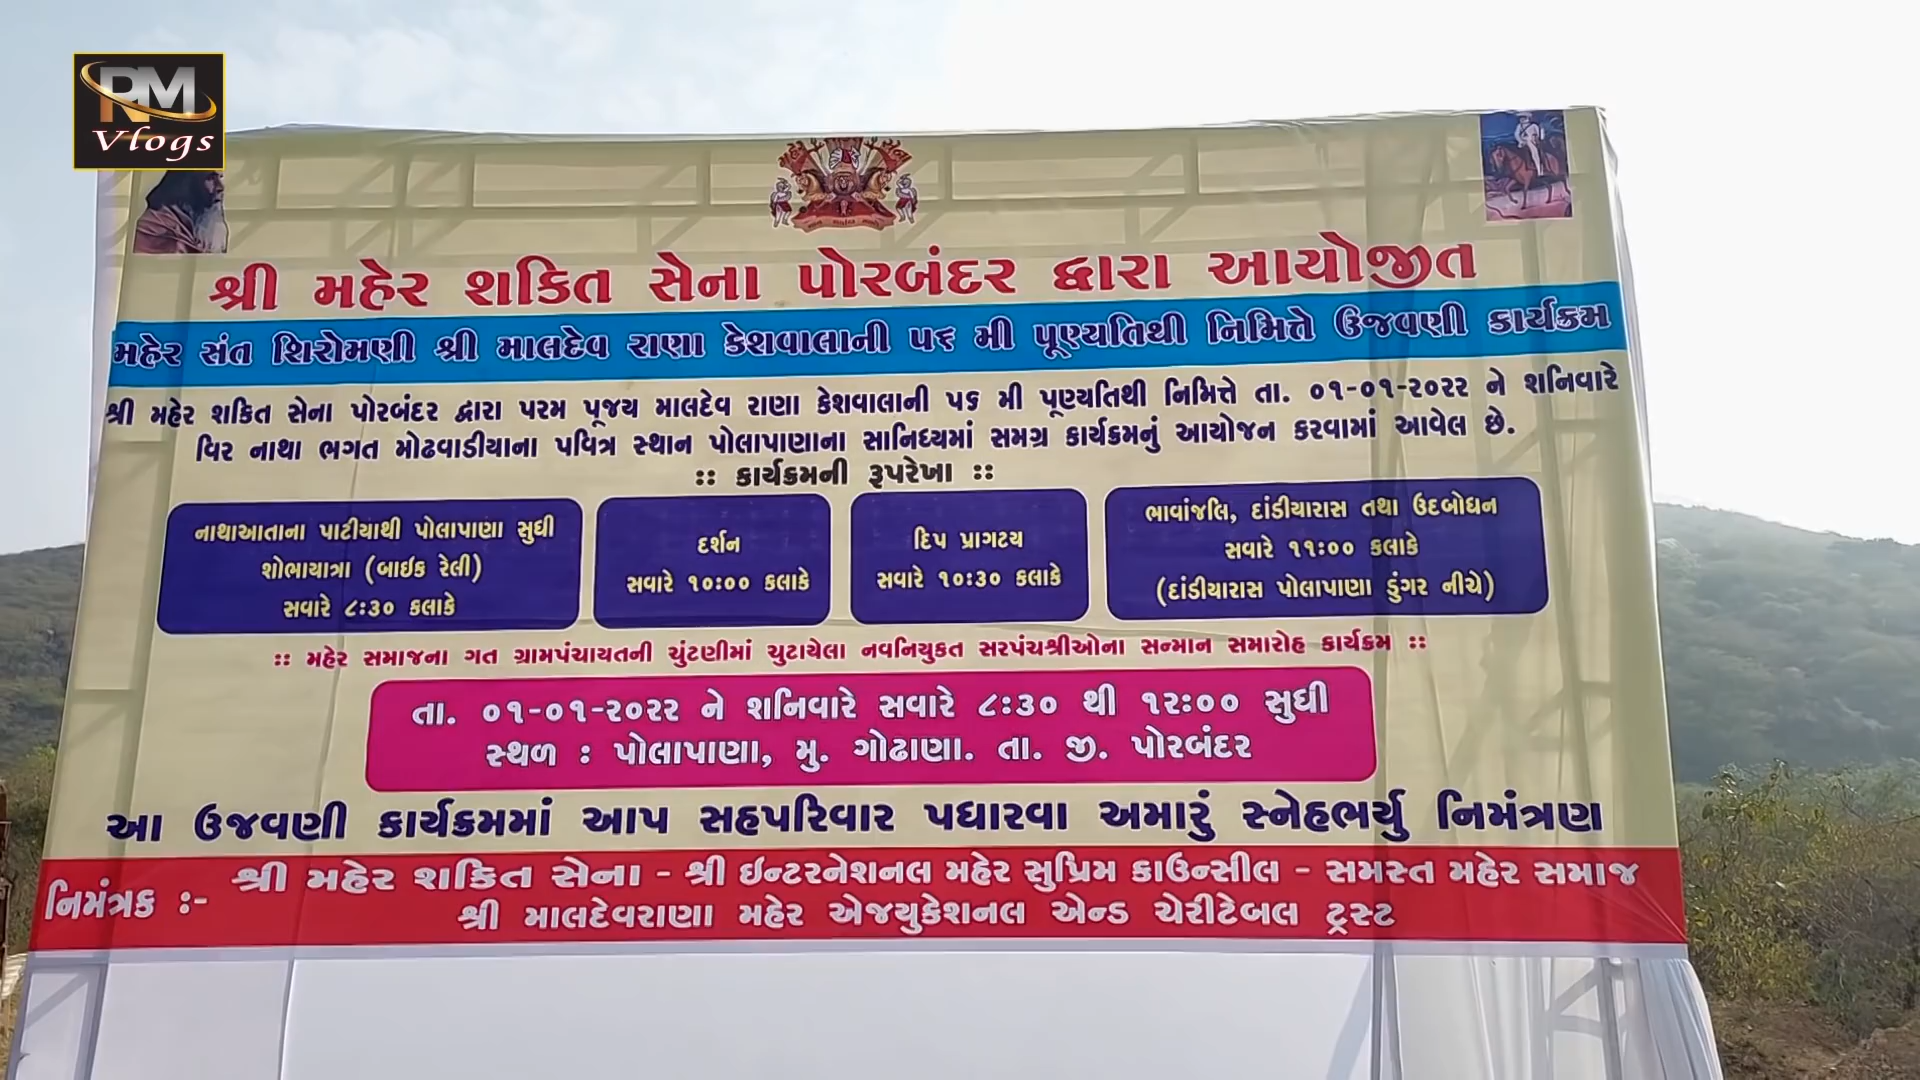 RM
Vlogs
શ્રી મહેર શકિત સેના પોરબંદર દ્વારા આયોજીત
મહેર સંત શિરોમણી શ્રી માલદેવ રાણા કેશવાલાની ૫૬ મી પૂણ્યતિથી નિમિત્તે ઉજવણી કાર્યક્રમ
શ્રી મહેર શકિત સેના પોરબંદર દ્વારા પરમ પૂજય માલદેવ રાણા કેશવાલાની ૫૬ મી પૂણ્યતિથી નિમિત્તે તા. ૦૧-૦૧-૨૦૨૨ ને શનિવારે
વિર નાથા ભગત મોઢવાડીયાના પવિત્ર સ્થાન પોલાપાણાના સાનિધ્યમાં સમગ્ર કાર્યક્રમનું આયોજન કરવામાં આવેલ છે.
:: કાર્યક્રમની રૂપરેખા ::
નાથાઆતાના પાટીયાથી પોલાપાણા સુધી
શોભાયાત્રા (બાઈક રેલી)
સવારે ૮:૩૦ કલાકે
દર્શન
સવારે ૧૦:૦૦ કલાકે
દિપ પ્રાગટય
સવારે ૧૦:૩૦ કલાકે
ભાવાંજલિ, દાંડીયારાસ તથા ઉદબોધન
સવારે ૧૧:૦૦ કલાકે
(દાંડીયારાસ પોલાપાણા ડુંગર નીચે)
:: મહેર સમાજના ગત ગ્રામપંચાયતની ચુંટણીમાં ચુટાયેલા નવનિયુકત સરપંચશ્રીઓના સન્માન સમારોહ કાર્યક્રમ ::
તા. ૦૧-૦૧-૨૦૨૨ ને શનિવારે સવારે ૮:૩૦ થી ૧૨:૦૦ સુધી
સ્થળ : પોલાપાણા, મુ. ગોઢાણા. તા. જી. પોરબંદર
આ ઉજવણી કાર્યક્રમમાં આપ સહપરિવાર પધારવા અમારું સ્નેહભર્યુ નિમંત્રણ
નિમંત્રક :- શ્રી મહેર શકિત સેના - શ્રી ઈન્ટરનેશનલ મહેર સુપ્રિમ કાઉન્સીલ - સમસ્ત મહેર સમાજ
શ્રી માલદેવરાણા મહેર એજયુકેશનલ એન્ડ ચેરીટેબલ ટ્રસ્ટ